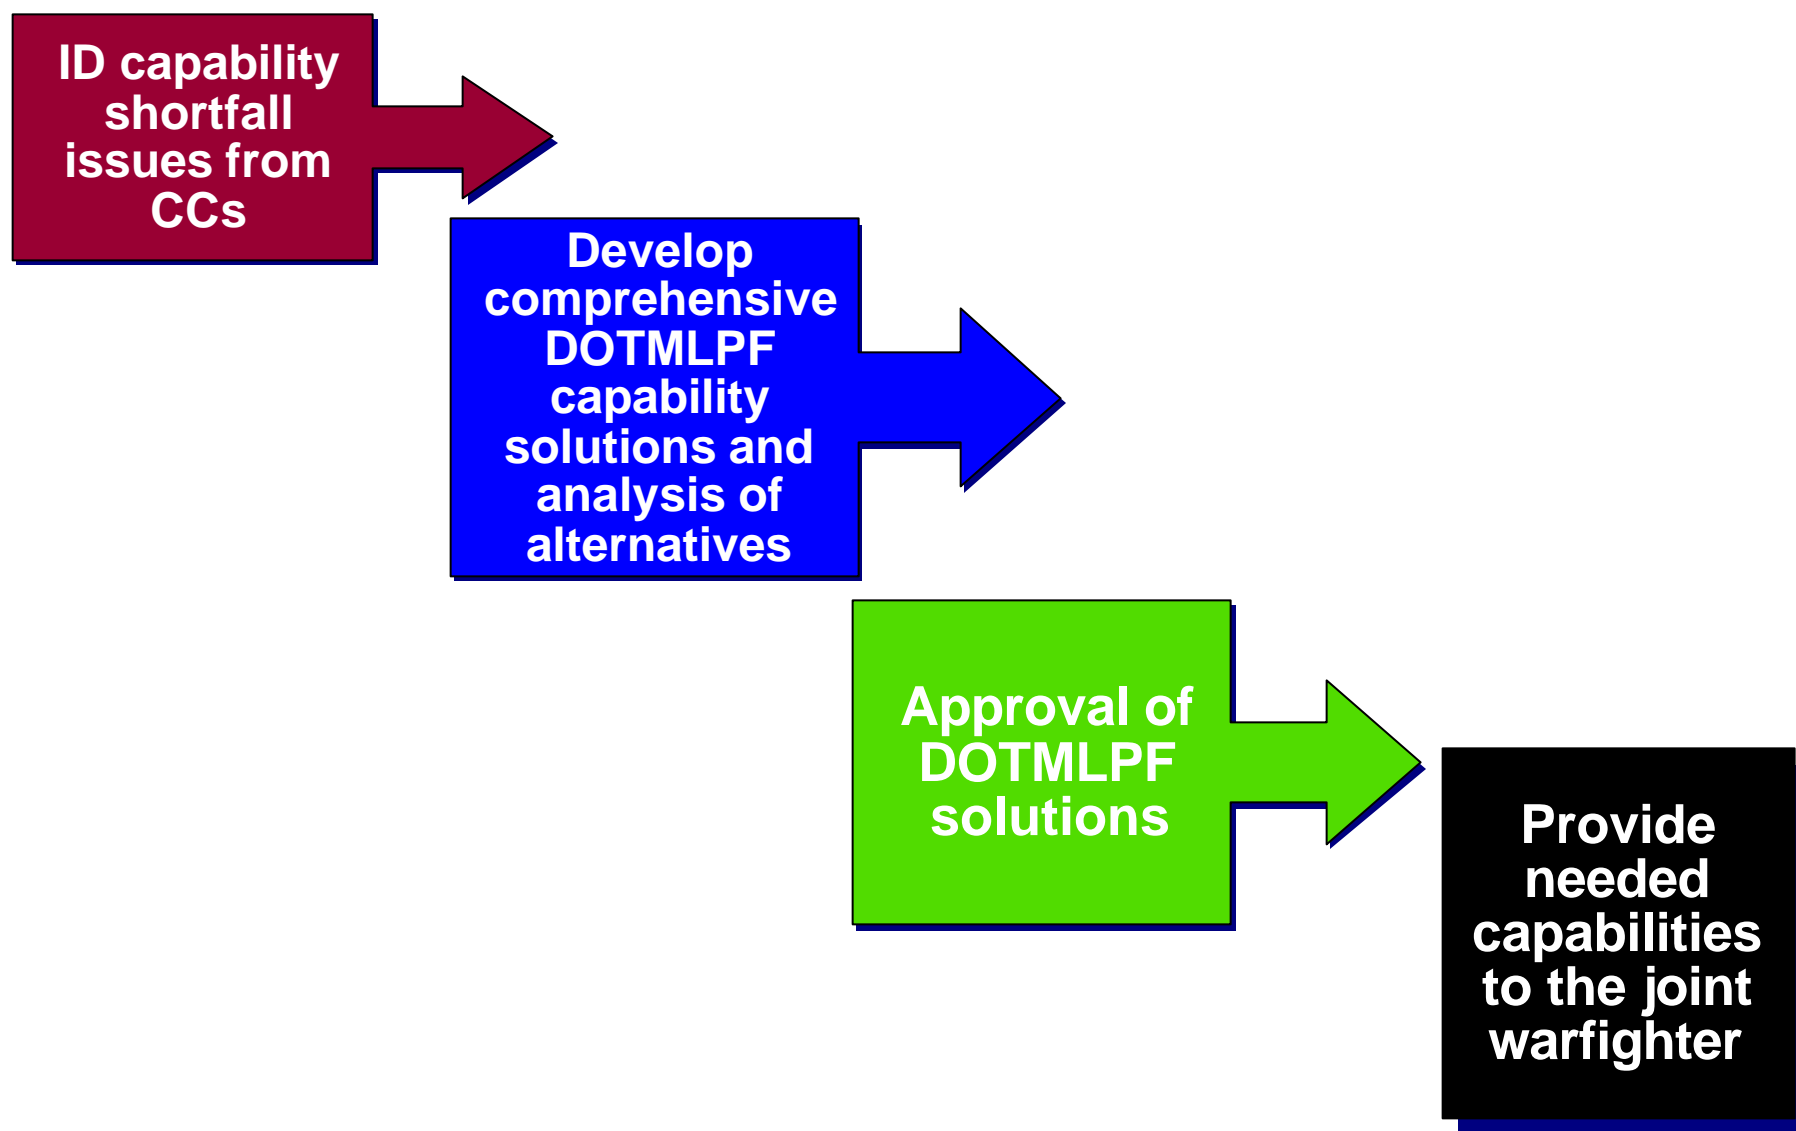 ID capability
shortfall
issues from
CCs
Develop
comprehensive
DOTMLPF
capability
solutions and
analysis of
alternatives
Approval of
DOTMLPF
solutions
Provide
needed
capabilities
to the joint
warfighter